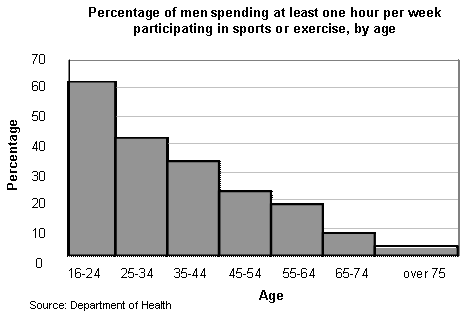 Percentage of men spending at least one hour per week
participating in sports or exercise, by age
70
60
50
40
30
20
10
0
Percentage
16-24 25-34 35-44 45-54 55-64 65-74 over 75
Age
Source: Department of Health